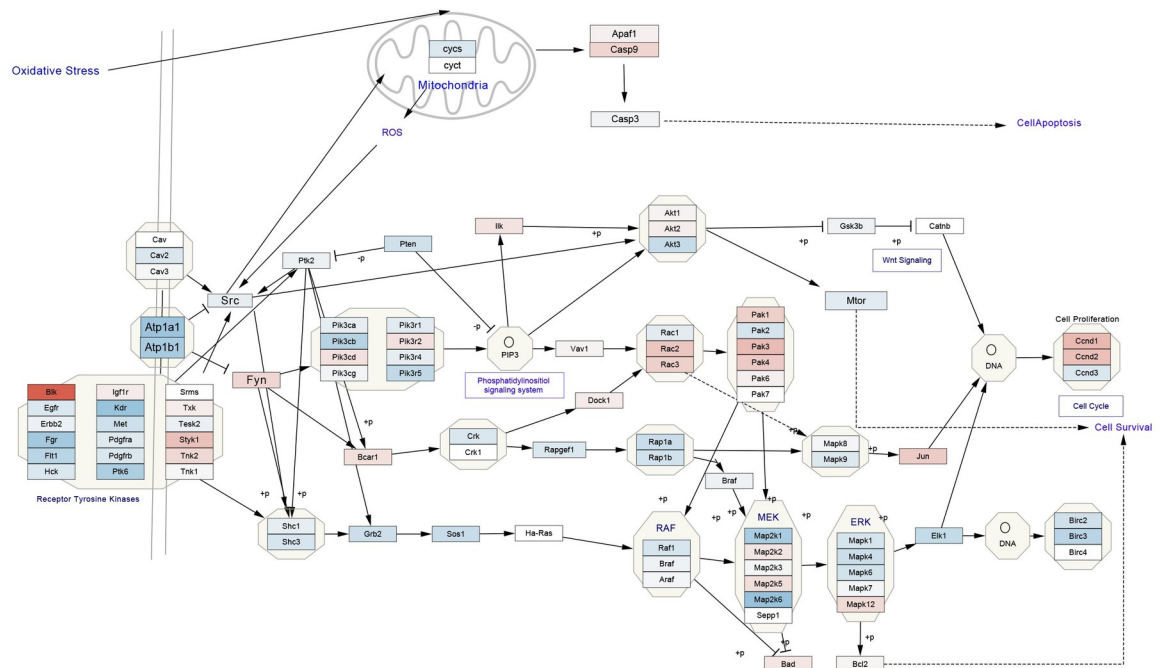 Oxidative Stress
cycs
cyct
Mitochondria
Apaf1
Casp9
ROS
Casp3
CellApoptosis
Cav
Cav2
Cav3
Atp1a1
Atp1b1
Src
Ptk2
Pten
-p
Ilk
+p
Akt1
Akt2
Akt3
+p
Gsk3b
+p
Catnb
Wnt Signaling
Mtor
Fyn
Pik3ca
Pik3cb
Pik3cd
Pik3cg
Pik3r1
Pik3r2
Pik3r4
Pik3r5
-p
PIP3
Phosphatidylinositiol
signaling system
Vav1
Rac1
Rac2
Rac3
Pak1
Pak2
Pak3
Pak4
Pak6
Pak7
DNA
Cell Proliferation
Ccnd1
Ccnd2
Ccnd3
Cell Cycle
Cell Survival
Blk
Egfr
Erbb2
Fgr
Flt1
Hck
Igf1r
Kdr
Met
Pdgfra
Pdgfrb
Ptk6
Srms
Txk
Tesk2
Styk1
Tnk2
Tnk1
Receptor Tyrosine Kinases
+p
+p
+p
Bcar1
Dock1
Crk
Crk1
Rapgef1
Rap1a
Rap1b
Braf
+p
Mapk8
Mapk9
+p
Jun
Shc1
Shc3
Grb2
Sos1
Ha-Ras
RAF
Raf1
Braf
Araf
+p
+p
+p
+p
MEK
Map2k1
Map2k2
Map2k3
Map2k5
Map2k6
Sepp1
ERK
+p
Mapk1
Mapk4
Mapk6
Mapk7
Mapk12
Elk1
DNA
Birc2
Birc3
Birc4
+p
+p
+p
Bad
+p
Bcl2